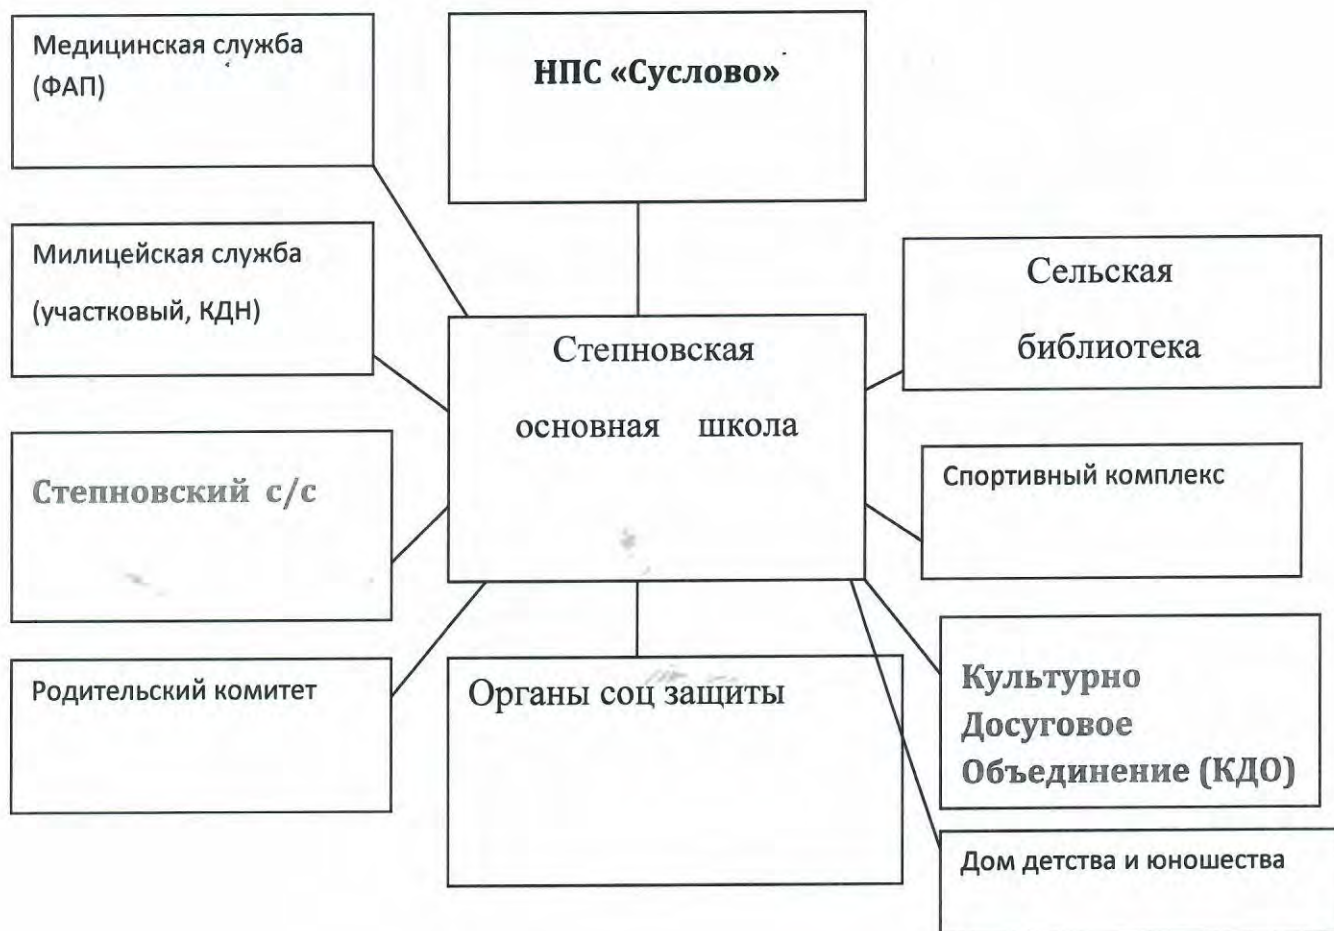 Медицинская служба
(ФАП)
НПС «Суслово»
Милицейская служба
(участковый, КДН)
Сельская
библиотека
Степновская
основная школа
Степновский с/с
Спортивный комплекс
Родительский комитет
Органы соц защиты
Культурно
Досуговое
Объединение (КДО)
Дом детства и юношества